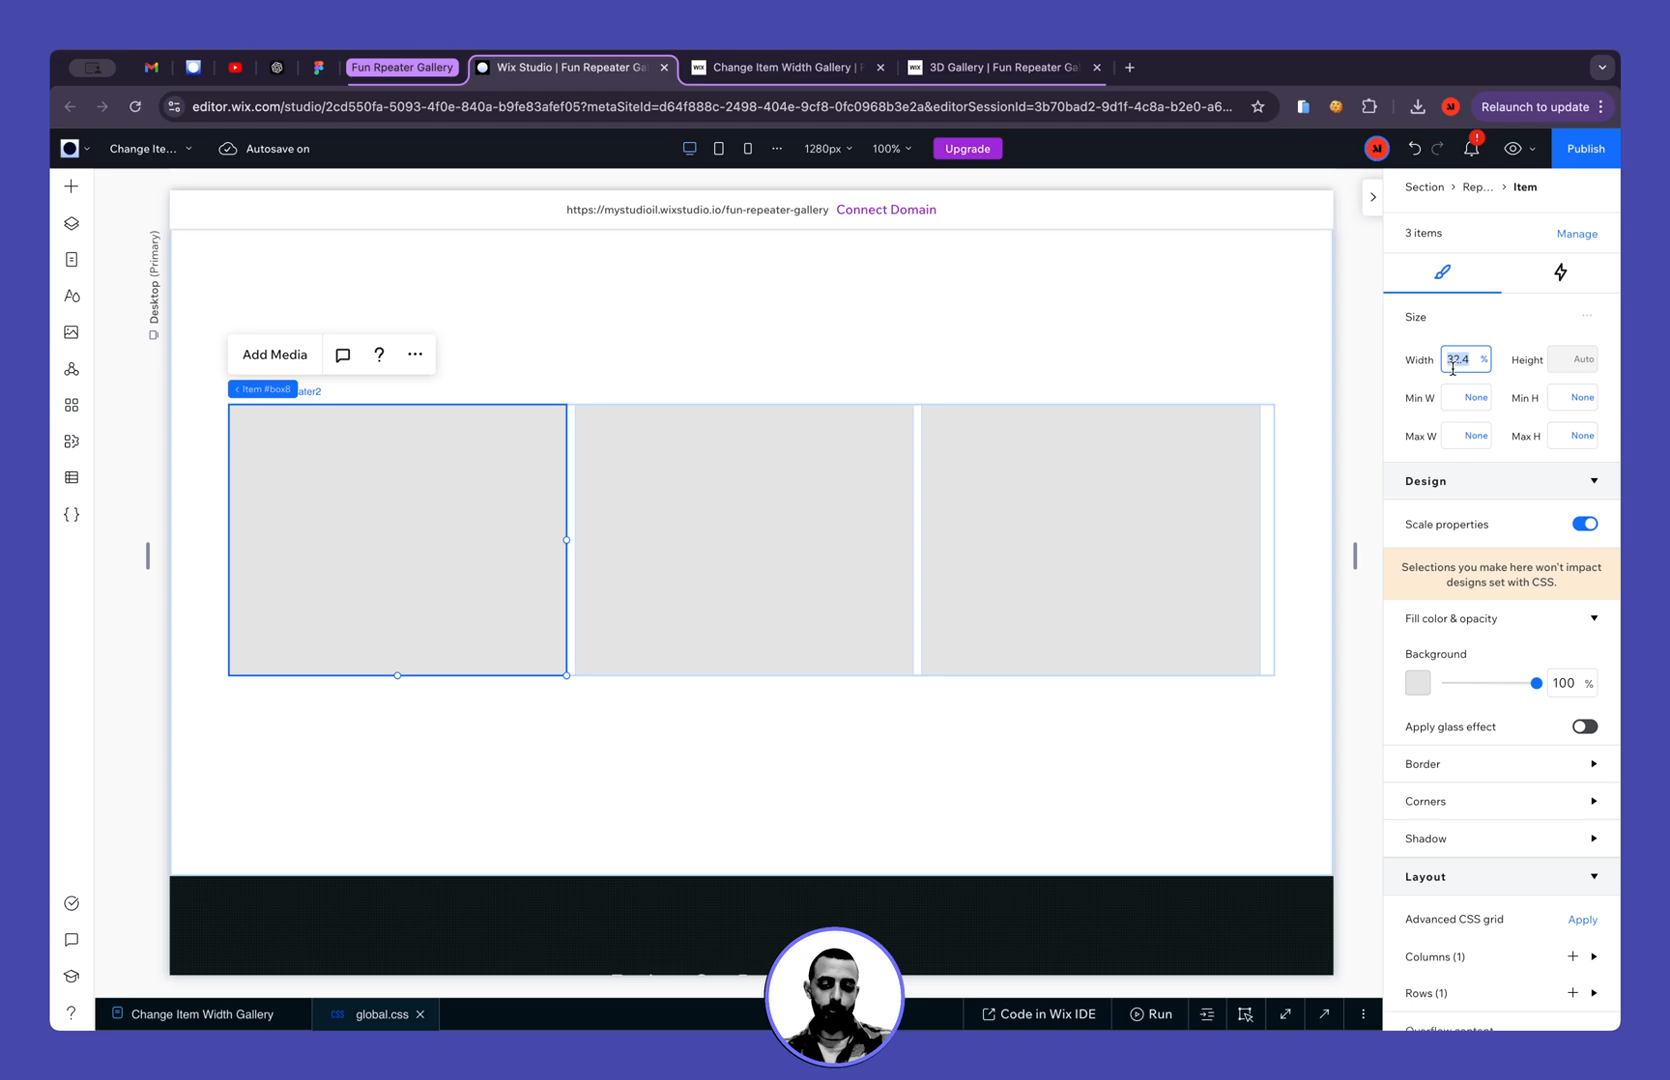 Fun Rpeater Gallery
Wix Studio | Fun Repeater Ga
WIX Change Item Width Gallery |
WIX 3D Gallery | Fun Repeater Ga
editor.wix.com/studio/2cd550fa-5093-4f0e-840a-b9fe83afef05?metaSiteId=d64f888c-2498-404e-9cf8-0fc0968b3e2a&editorSessionId=3b70bad2-9d1f-4c8a-b2e0-a6...
Relaunch to update
Change Ite...
Autosave on
1280px
100%
Upgrade
Publish
https://mystudioil.wixstudio.io/fun-repeater-gallery Connect Domain
Desktop (Primary)
Add Media
?
Item #box8
ater2
Section > Rep... > Item
3 items
Manage
Size
Width 32.4 % Height Auto
Min W None Min H None
Max W None Max H None
Design
Scale properties
Selections you make here won't impact
designs set with CSS.
Fill color & opacity
Background
100 %
Apply glass effect
Border
Corners
Shadow
Layout
Advanced CSS grid
Apply
Columns (1)
Rows (1)
Overflow content
?
Change Item Width Gallery
CSS global.css
Code in Wix IDE
Run